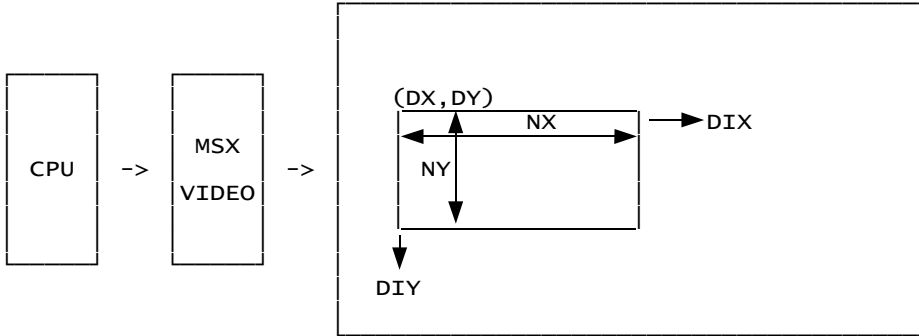 (DX,DY)
NX
DIX
MSX
CPU
->
VIDEO
->
NY
DIY